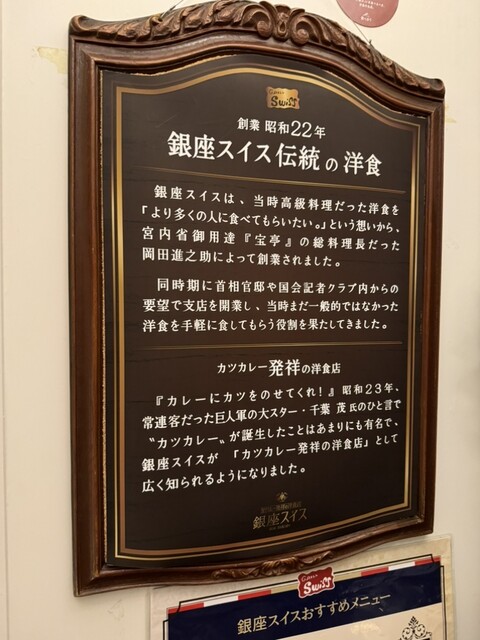 Swiss
創業 昭和22年
銀座スイス伝統の洋食
銀座スイスは、当時高級料理だった洋食を
「より多くの人に食べてもらいたい。」という想いから、
宮内省御用達『宝亭』の総料理長だった
岡田進之助によって創業されました。
同時期に首相官邸や国会記者クラブ内からの
要望で支店を開業し、当時まだ一般的ではなかった
洋食を手軽に食してもらう役割を果たしてきました。
カツカレー発祥の洋食店
『カレーにカツをのせてくれ!』昭和23年、
常連客だった巨人軍の大スター・千葉 茂氏のひと言で
〝カツカレー〟が誕生したことはあまりにも有名で、
銀座スイスが「カツカレー発祥の洋食店」として
広く知られるようになりました。
銀座スイス
Swiss
銀座スイスおすすめメニュー